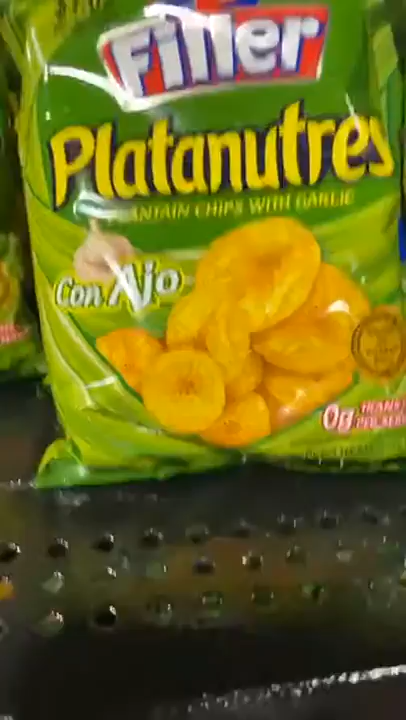 Filler
Platanutres
PLANTAIN CHIPS WITH GARLIC
Con Ajo
0g